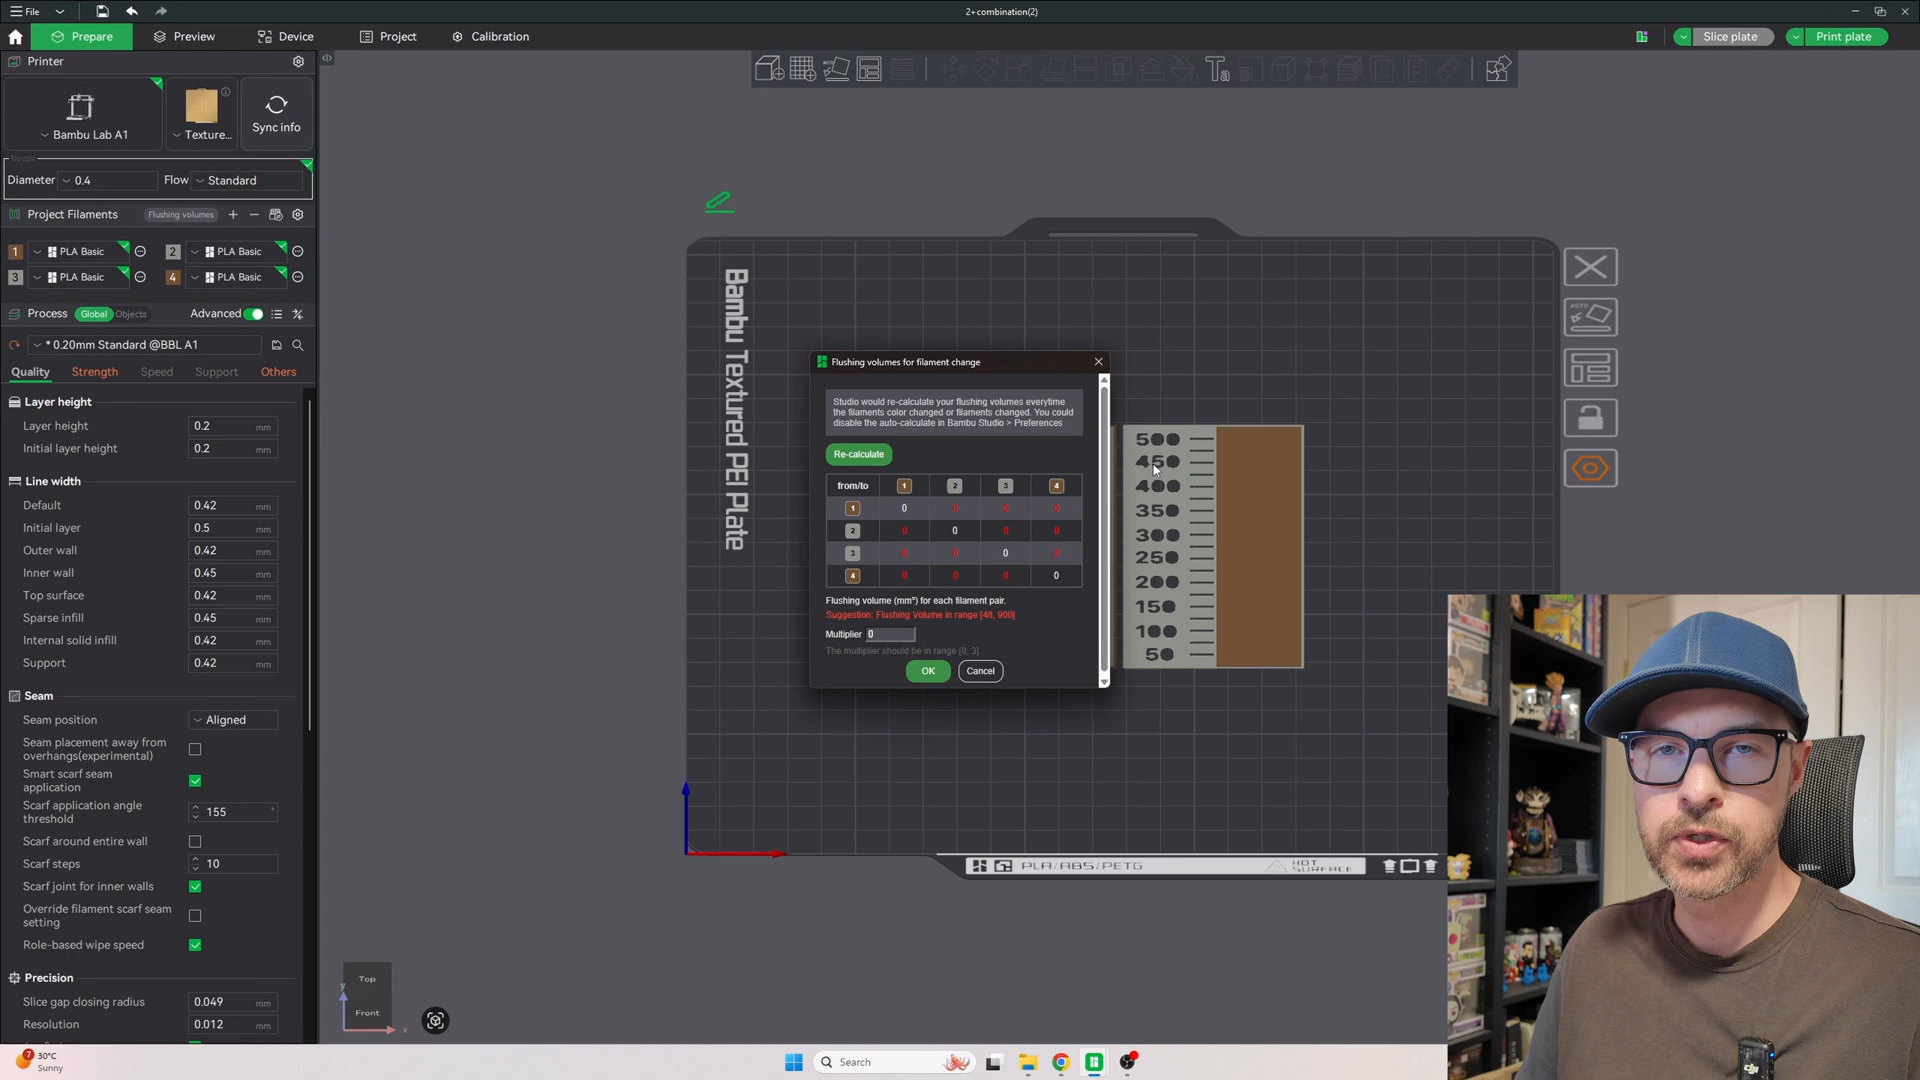 File
2+combination(2)
Prepare
Preview
Device
Project
Calibration
Slice plate
Print plate
Printer
Bambu Lab A1
Texture...
Sync info
Nozzle
Diameter
0.4
Flow
Standard
Project Filaments
Flushing volumes
1 PLA Basic
2 PLA Basic
3 PLA Basic
4 PLA Basic
Process
Global
Objects
Advanced
* 0.20mm Standard @BBL A1
Quality
Strength
Speed
Support
Others
Layer height
Layer height 0.2 mm
Initial layer height 0.2 mm
Line width
Default 0.42 mm
Initial layer 0.5 mm
Outer wall 0.42 mm
Inner wall 0.45 mm
Top surface 0.42 mm
Sparse infill 0.45 mm
Internal solid infill 0.42 mm
Support 0.42 mm
Seam
Seam position Aligned
Seam placement away from
overhangs(experimental)
Smart scarf seam
application
Scarf application angle
threshold
155 °
Scarf around entire wall
Scarf steps 10
Scarf joint for inner walls
Override filament scarf seam
setting
Role-based wipe speed
Precision
Slice gap closing radius 0.049 mm
Resolution 0.012 mm
Bambu Textured PEI Plate
AUTO
Flushing volumes for filament change
Studio would re-calculate your flushing volumes everytime
the filaments color changed or filaments changed. You could
disable the auto-calculate in Bambu Studio > Preferences
Re-calculate
from/to 1 2 3 4
1 0 0 0 0
2 0 0 0 0
3 0 0 0 0
4 0 0 0 0
Flushing volume (mm³) for each filament pair.
Suggestion: Flushing Volume in range [48, 900]
Multiplier 0
The multiplier should be in range [0, 3].
OK
Cancel
500
450
400
350
300
250
200
150
100
50
PLA/ABS/PETG
HOT
SURFACE
Top
Front
y
x
7
30°C
Sunny
Search